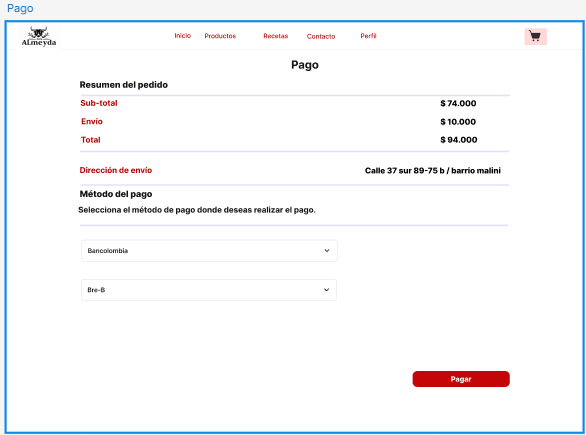 Pago
ALmeyda
Inicio Productos Recetas Contacto Perfil
Pago
Resumen del pedido
Sub-total $ 74.000
Envío $ 10.000
Total $ 94.000
Dirección de envío Calle 37 sur 89-75 b / barrio malini
Método del pago
Selecciona el método de pago donde deseas realizar el pago.
Bancolombia
Bre-B
Pagar